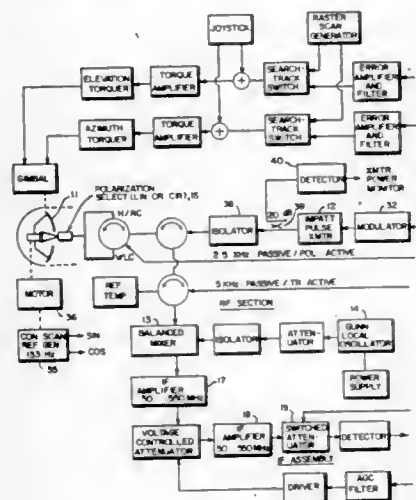 JOYSTICK
RASTER
SCAN
GENERATOR
ELEVATION
TORQUER
TORQUE
AMPLIFIER
SEARCH-
TRACK
SWITCH
ERROR
AMPLIFIER
AND
FILTER
AZIMUTH
TORQUER
TORQUE
AMPLIFIER
SEARCH-
TRACK
SWITCH
ERROR
AMPLIFIER
AND
FILTER
GIMBAL
40
DETECTOR
XMTR
POWER
MONITOR
11
POLARIZATION
SELECT (LIN OR CIR), 15
H/RC
V/LC
38
ISOLATOR
20 dB
39
12
IMPATT
PULSE
XMTR
32
MODULATOR
2.5 KHz PASSIVE/POL ACTIVE
MOTOR
36
REF
TEMP
5 KHz PASSIVE/TR ACTIVE
RF SECTION
CON SCAN
REF GEN
133 Hz
35
SIN
COS
13
BALANCED
MIXER
ISOLATOR
ATTEN-
UATOR
14
GUNN
LOCAL
OSCILLATOR
POWER
SUPPLY
IF
AMPLIFIER
50 550 MHz
17
VOLTAGE
CONTROLLED
ATTENUATOR
18
IF
AMPLIFIER
50 550 MHz
19
SWITCHED
ATTEN-
UATOR
DETECTOR
IF ASSEMBLY
DRIVER
AGC
FILTER